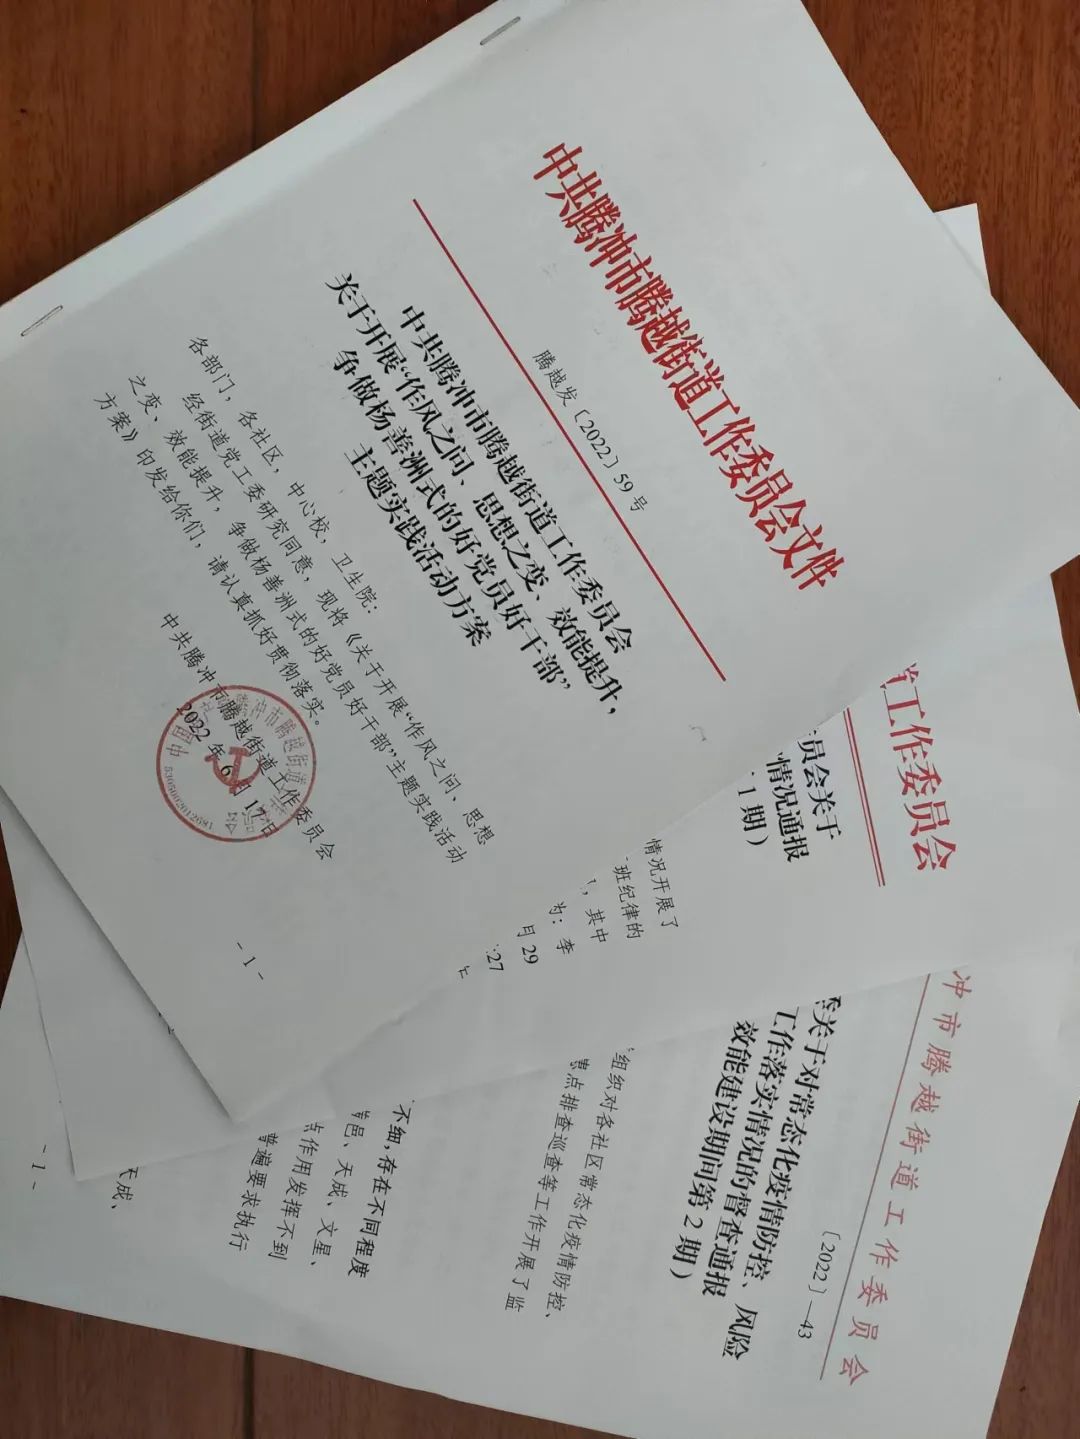 中共腾冲市腾越街道工作委员会文件
腾越发〔2022〕59号
中共腾冲市腾越街道工作委员会
关于开展“作风之问、思想之变、效能提升，
争做杨善洲式的好党员好干部”
主题实践活动方案
各部门，各社区，中心校，卫生院：
经街道党工委研究同意，现将《关于开展“作风之问、思想
之变、效能提升，争做杨善洲式的好党员好干部”主题实践活动
方案》印发给你们，请认真抓好贯彻落实。
中共腾冲市腾越街道工作委员会
2022年6月17日
- 1 -
工作委员会
员会关于
情况通报
1期）
情况开展了
班纪律的
，其中
为：李
月29
:27
冲市腾越街道工作委员会
〔2022〕—43
关于对常态化疫情防控、风险
工作落实情况的督查通报
效能建设期间第2期）
组织对各社区常态化疫情防控、
点排查巡查等工作开展了监
不细，存在不同程度
邑、天成、文星、
点作用发挥不到
普遍要求执行
天成、
- 1 -